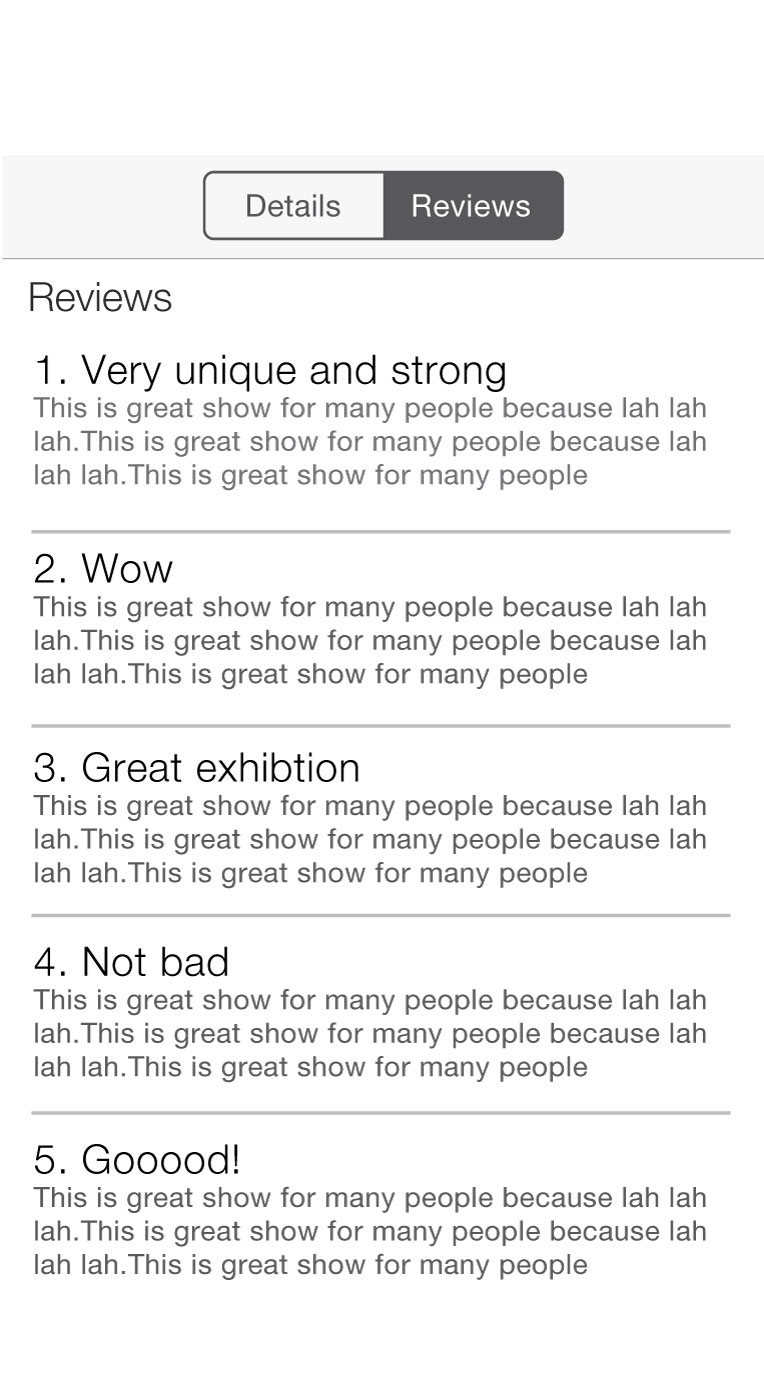 Details Reviews
Reviews
1. Very unique and strong
This is great show for many people because lah lah
lah.This is great show for many people because lah
lah lah.This is great show for many people
2. Wow
This is great show for many people because lah lah
lah.This is great show for many people because lah
lah lah.This is great show for many people
3. Great exhibtion
This is great show for many people because lah lah
lah.This is great show for many people because lah
lah lah.This is great show for many people
4. Not bad
This is great show for many people because lah lah
lah.This is great show for many people because lah
lah lah.This is great show for many people
5. Gooood!
This is great show for many people because lah lah
lah.This is great show for many people because lah
lah lah.This is great show for many people